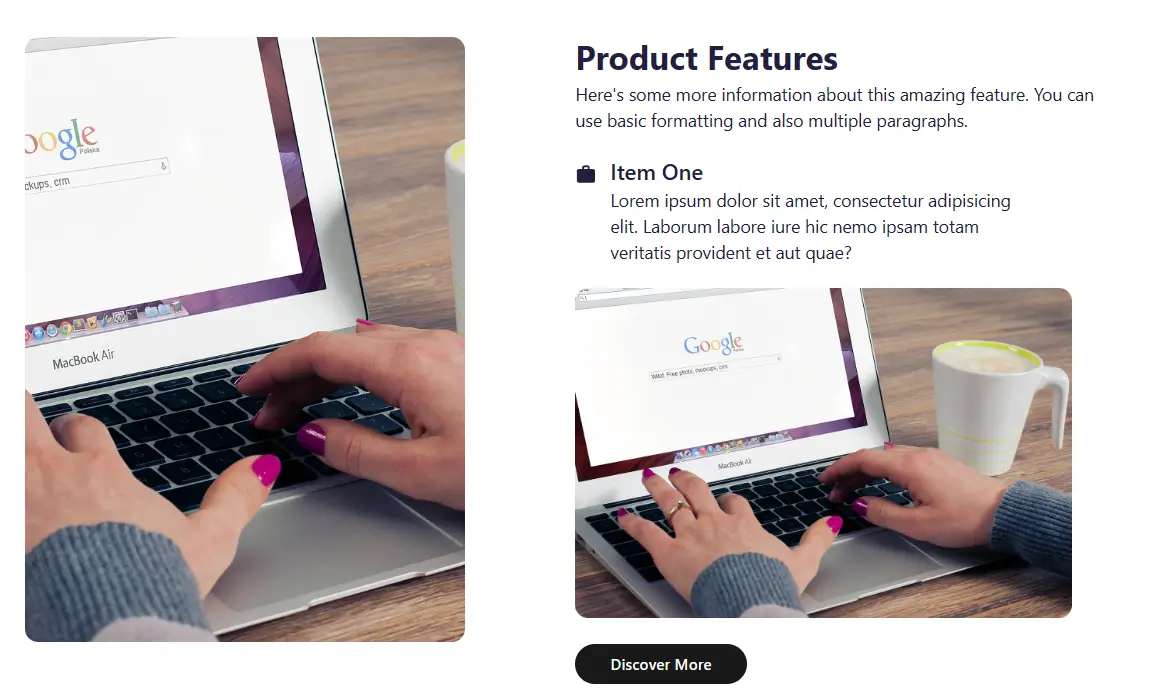 oogle
Polska
ckups, crm
MacBook Air
Product Features
Here's some more information about this amazing feature. You can
use basic formatting and also multiple paragraphs.
Item One
Lorem ipsum dolor sit amet, consectetur adipisicing
elit. Laborum labore iure hic nemo ipsam totam
veritatis provident et aut quae?
Google
Polska
Free photo, mockups, crm
MacBook Air
Discover More